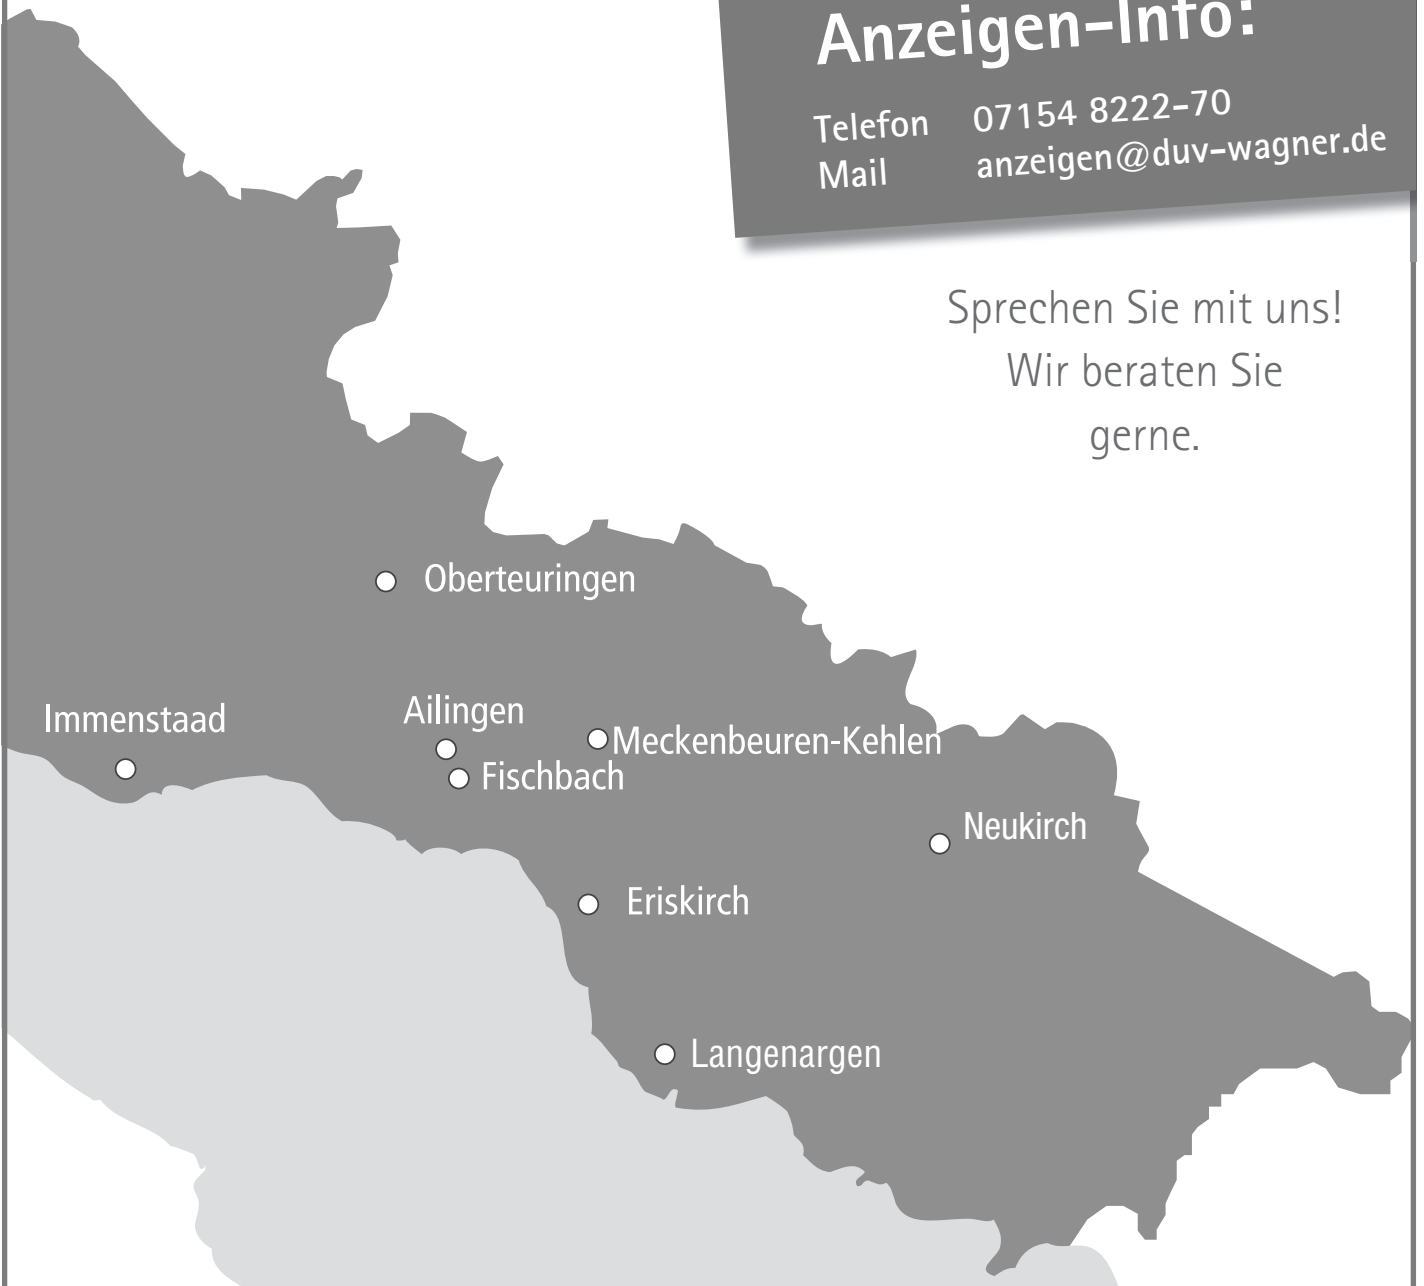 Anzeigen-Info:
Telefon 07154 8222-70
Mail anzeigen@duv-wagner.de
Sprechen Sie mit uns!
Wir beraten Sie
gerne.
Oberteuringen
Immenstaad
Ailingen
Meckenbeuren-Kehlen
Fischbach
Neukirch
Eriskirch
Langenargen